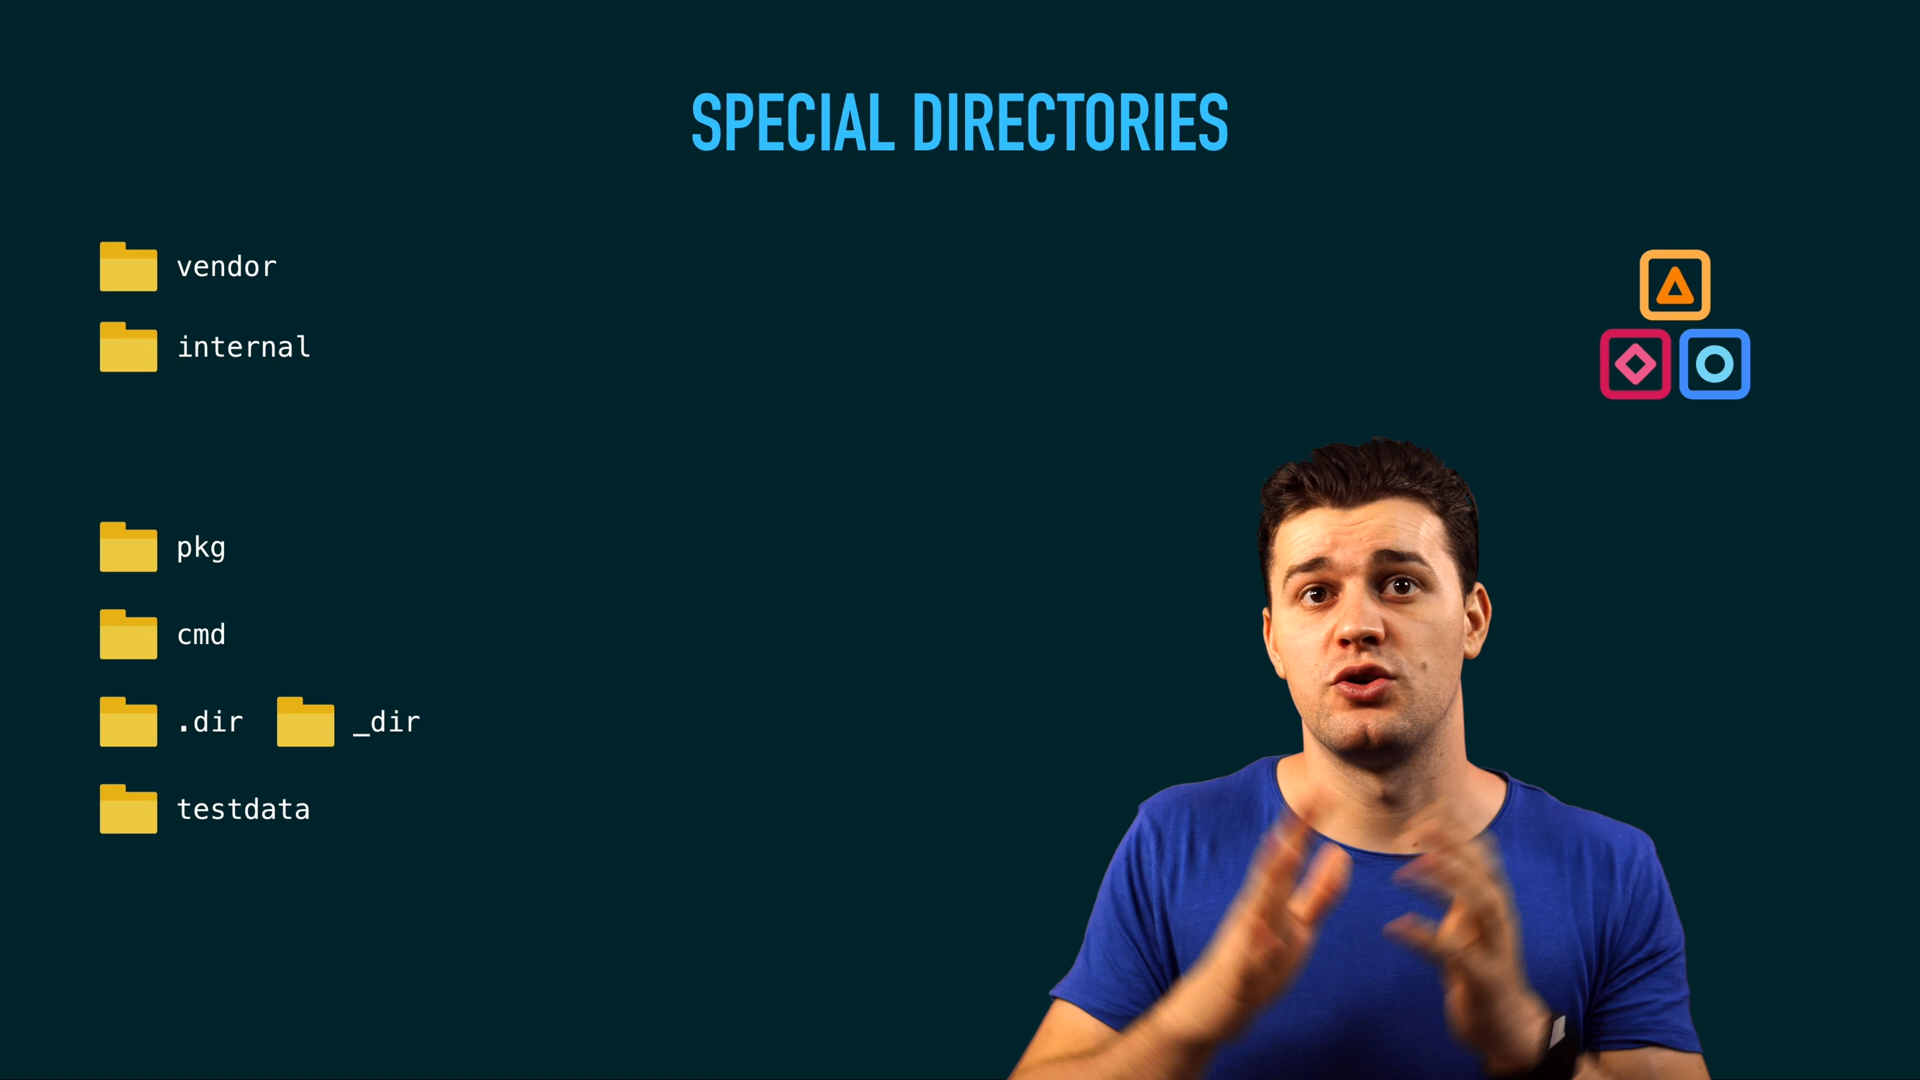 SPECIAL DIRECTORIES
vendor
internal
pkg
cmd
.dir _dir
testdata